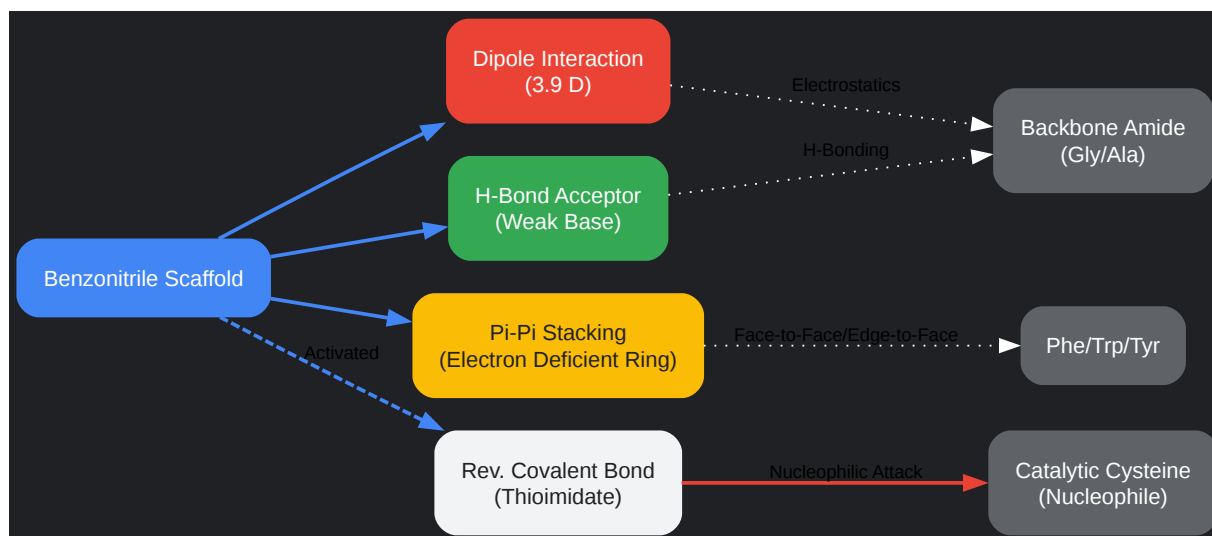 Dipole Interaction
(3.9 D)
Electrostatics
Backbone Amide
(Gly/Ala)
H-Bonding
H-Bond Acceptor
(Weak Base)
Benzonitrile Scaffold
Pi-Pi Stacking
(Electron Deficient Ring)
Face-to-Face/Edge-to-Face
Phe/Trp/Tyr
Activated
Rev. Covalent Bond
(Thioimidate)
Nucleophilic Attack
Catalytic Cysteine
(Nucleophile)